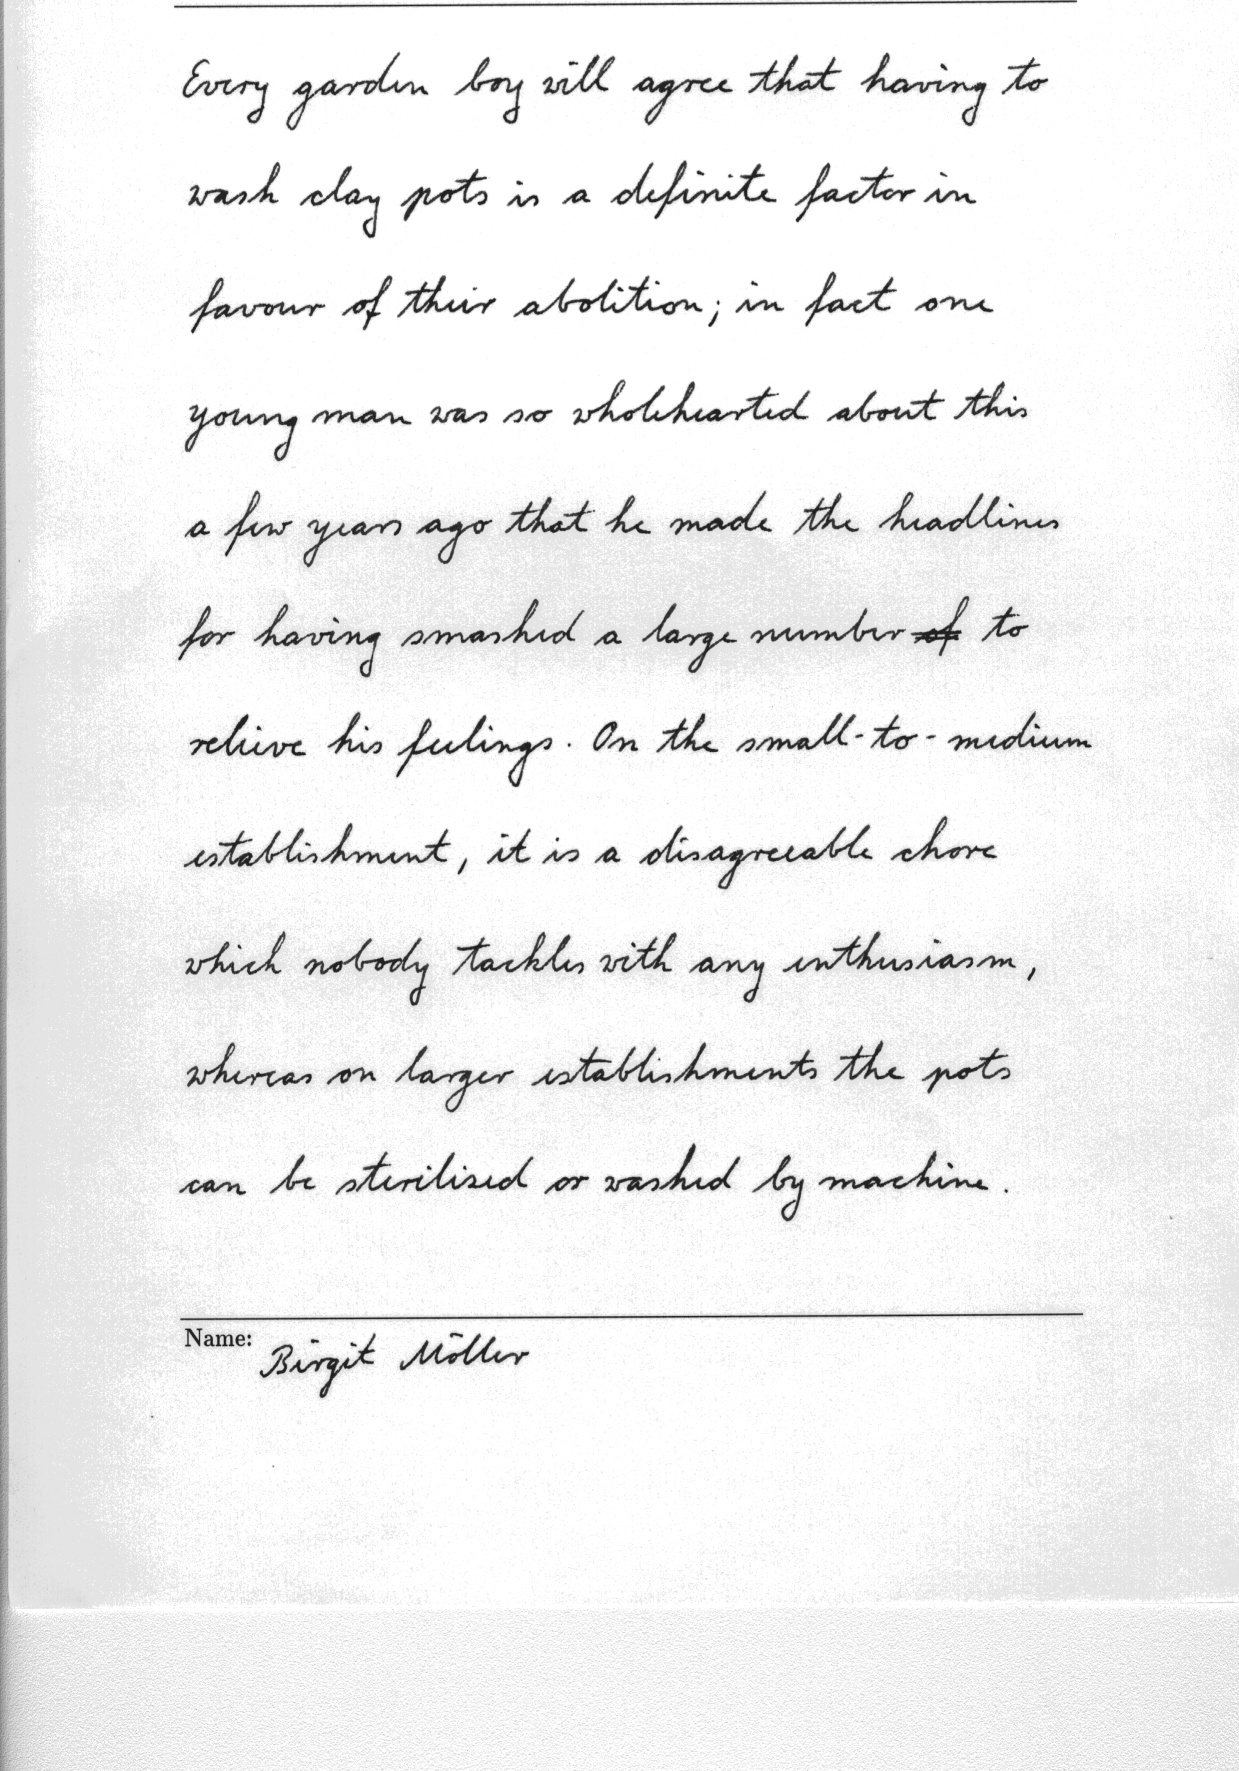 Every garden boy will agree that having to
wash clay pots is a definite factor in
favour of their abolition; in fact one
young man was so wholehearted about this
a few years ago that he made the headlines
for having smashed a large number of to
relieve his feelings. On the small-to-medium
establishment, it is a disagreeable chore
which nobody tackles with any enthusiasm,
whereas on larger establishments the pots
can be sterilised or washed by machine.
Name: Birgit Möller